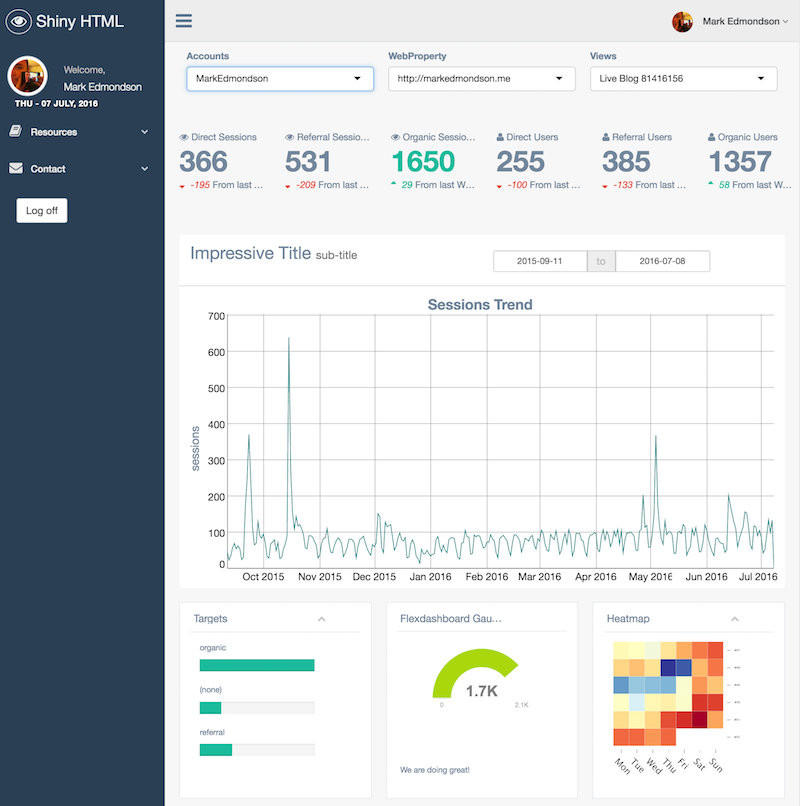 Shiny HTML
Mark Edmondson
Welcome,
Mark Edmondson
THU - 07 JULY, 2016
Resources
Contact
Log off
Accounts
WebProperty
Views
MarkEdmondson
http://markedmondson.me
Live Blog 81416156
Direct Sessions
Referral Sessio...
Organic Sessio...
Direct Users
Referral Users
Organic Users
366
531
1650
255
385
1357
-195 From last ...
-209 From last ...
29 From last W...
-100 From last ...
-133 From last ...
58 From last W...
Impressive Title sub-title
2015-09-11 to 2016-07-08
Sessions Trend
700
600
500
400
300
200
100
0
sessions
Oct 2015
Nov 2015
Dec 2015
Jan 2016
Feb 2016
Mar 2016
Apr 2016
May 2016
Jun 2016
Jul 2016
Targets
organic
(none)
referral
Flexdashboard Gau...
1.7K
0
2.1K
We are doing great!
Heatmap
Mon
Tue
Wed
Thu
Fri
Sat
Sun